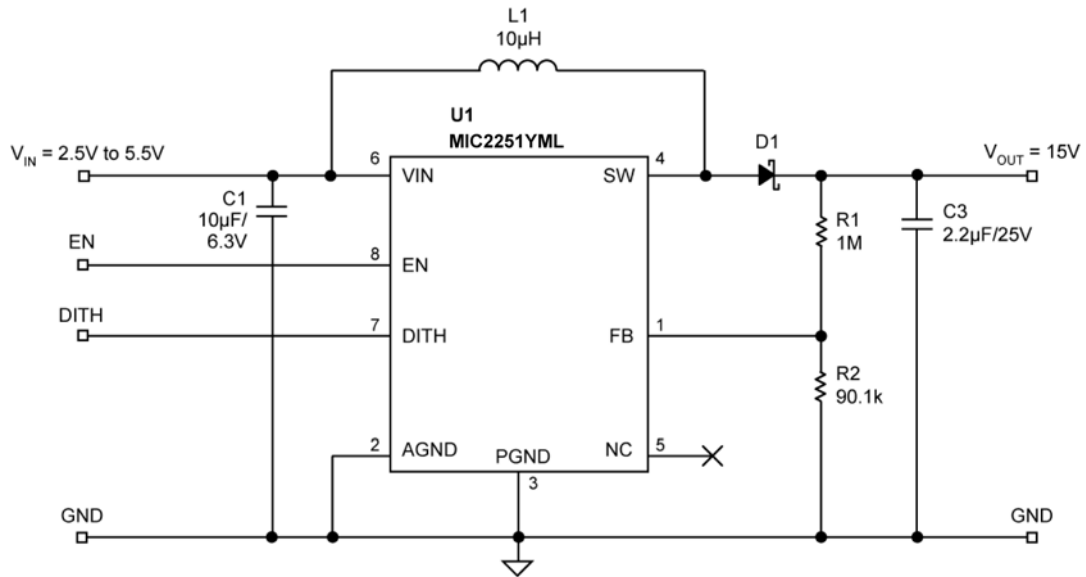 L1
10µH
U1
MIC2251YML
V_IN = 2.5V to 5.5V
6
VIN
SW
4
D1
V_OUT = 15V
C1
10µF/
6.3V
R1
1M
C3
2.2µF/25V
EN
8
EN
DITH
7
DITH
FB
1
R2
90.1k
2
AGND
PGND
3
NC
5
GND
GND